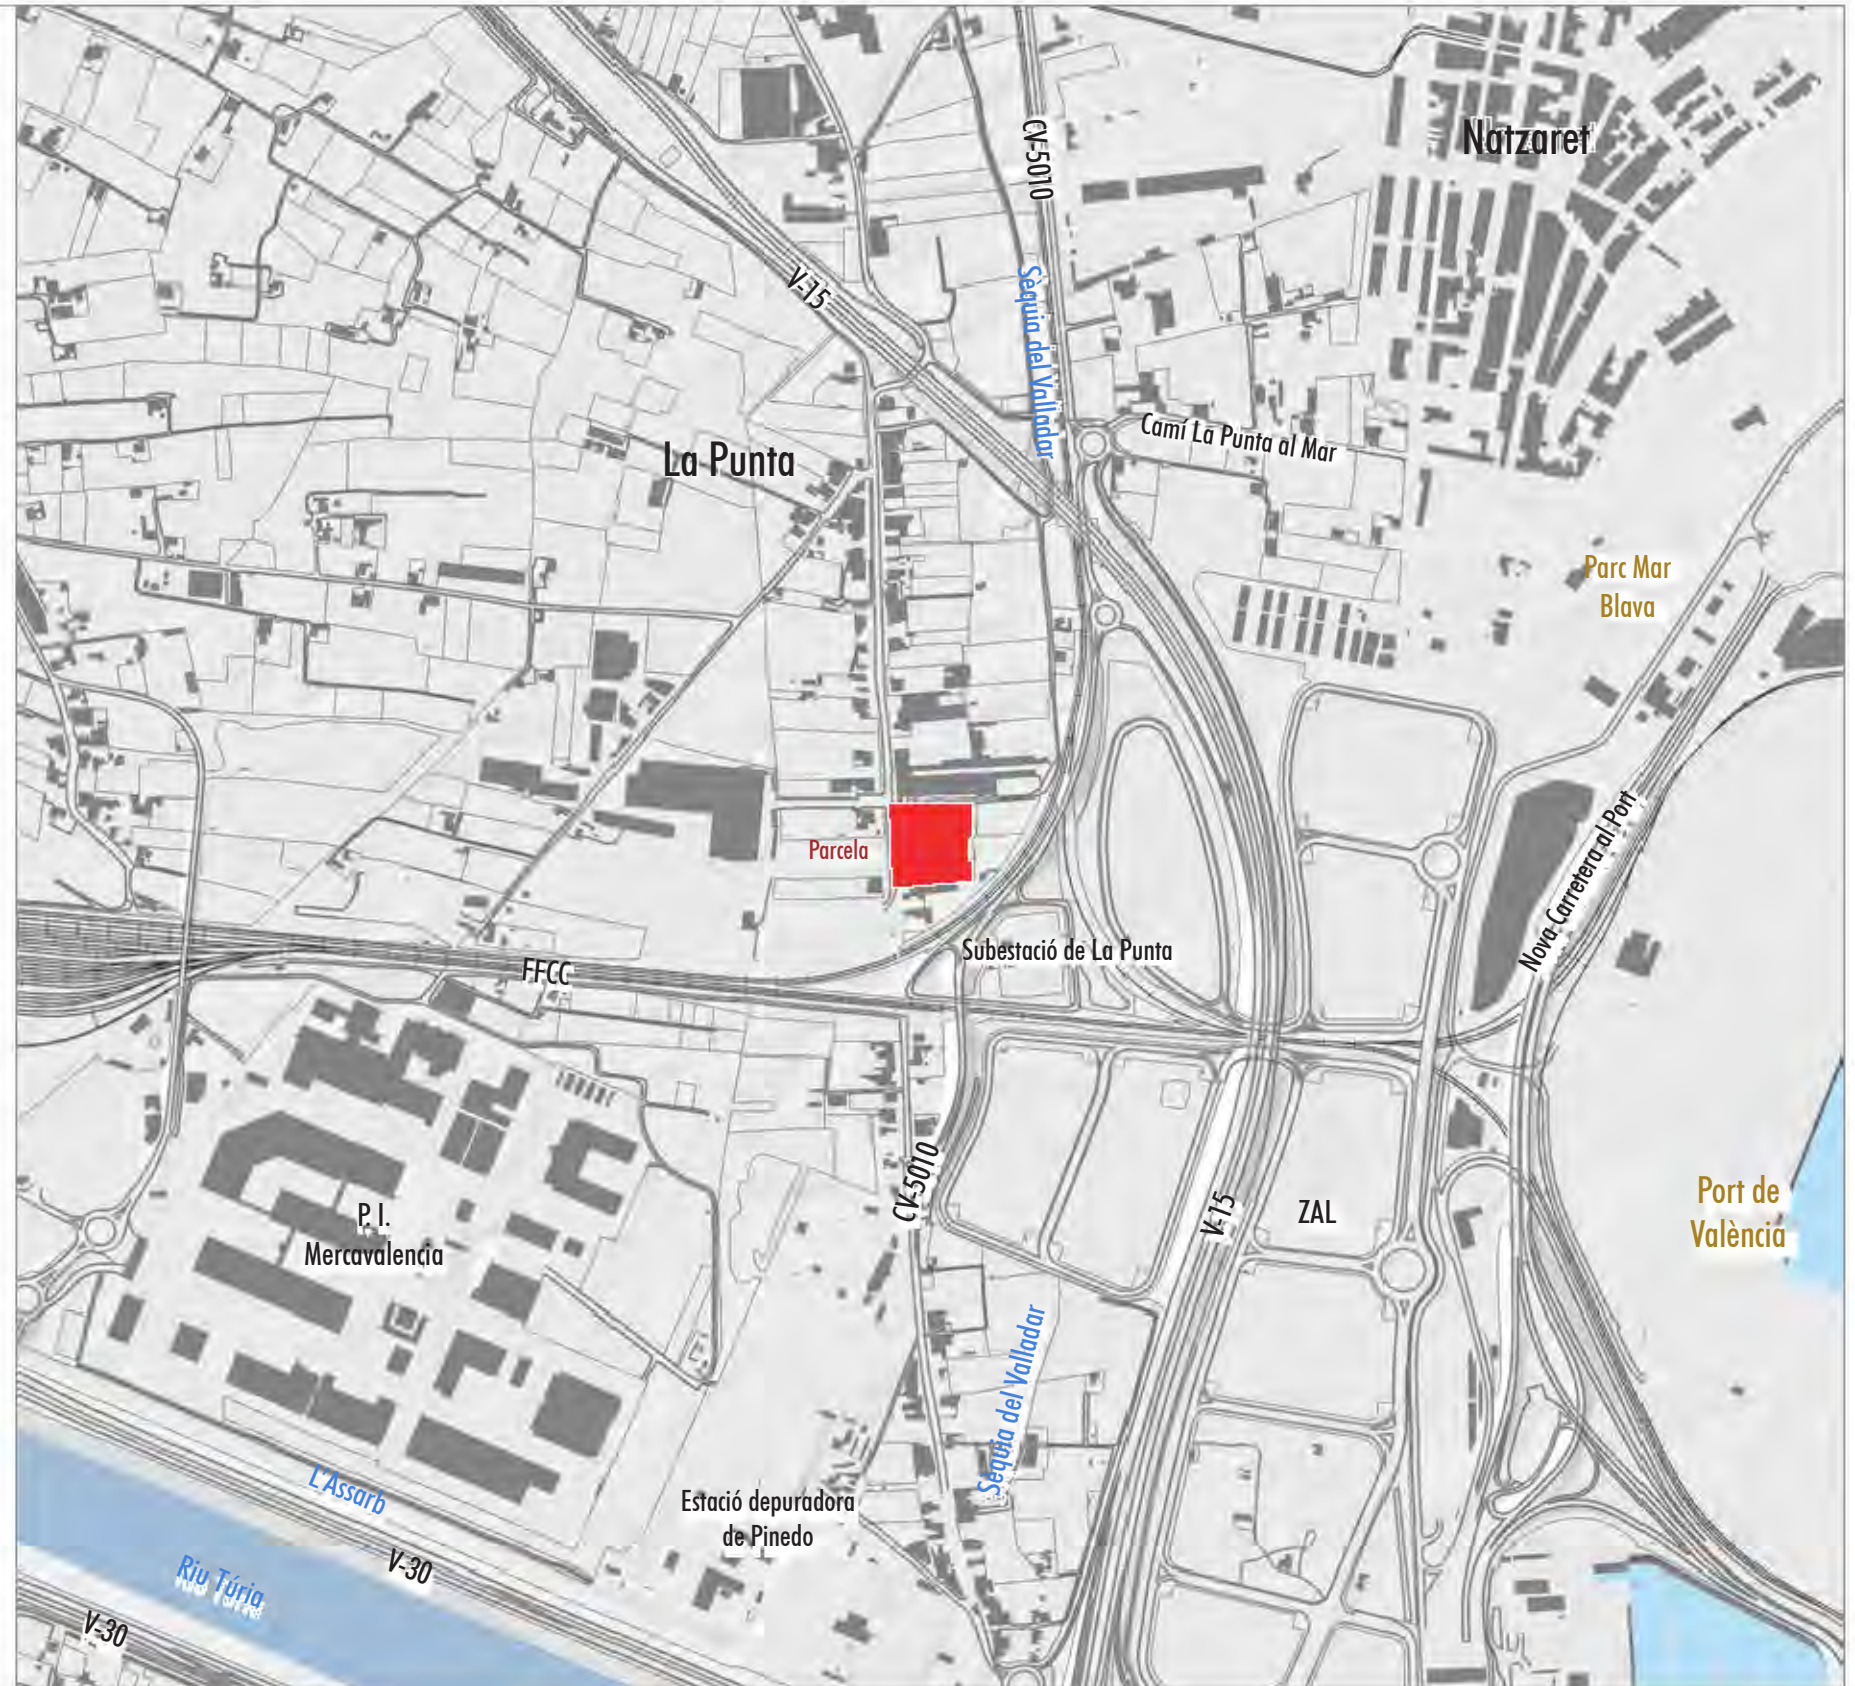 Natzaret
CV-5010
V-15
Sèquia del Valladar
Camí La Punta al Mar
La Punta
Parc Mar
Blava
Parcela
Nova Carretera al Port
Subestació de La Punta
FFCC
CV-5010
V-15
ZAL
Port de
València
P. I.
Mercavalencia
Sèquia del Valladar
L'Assarb
Estació depuradora
de Pinedo
V-30
Riu Túria
V-30